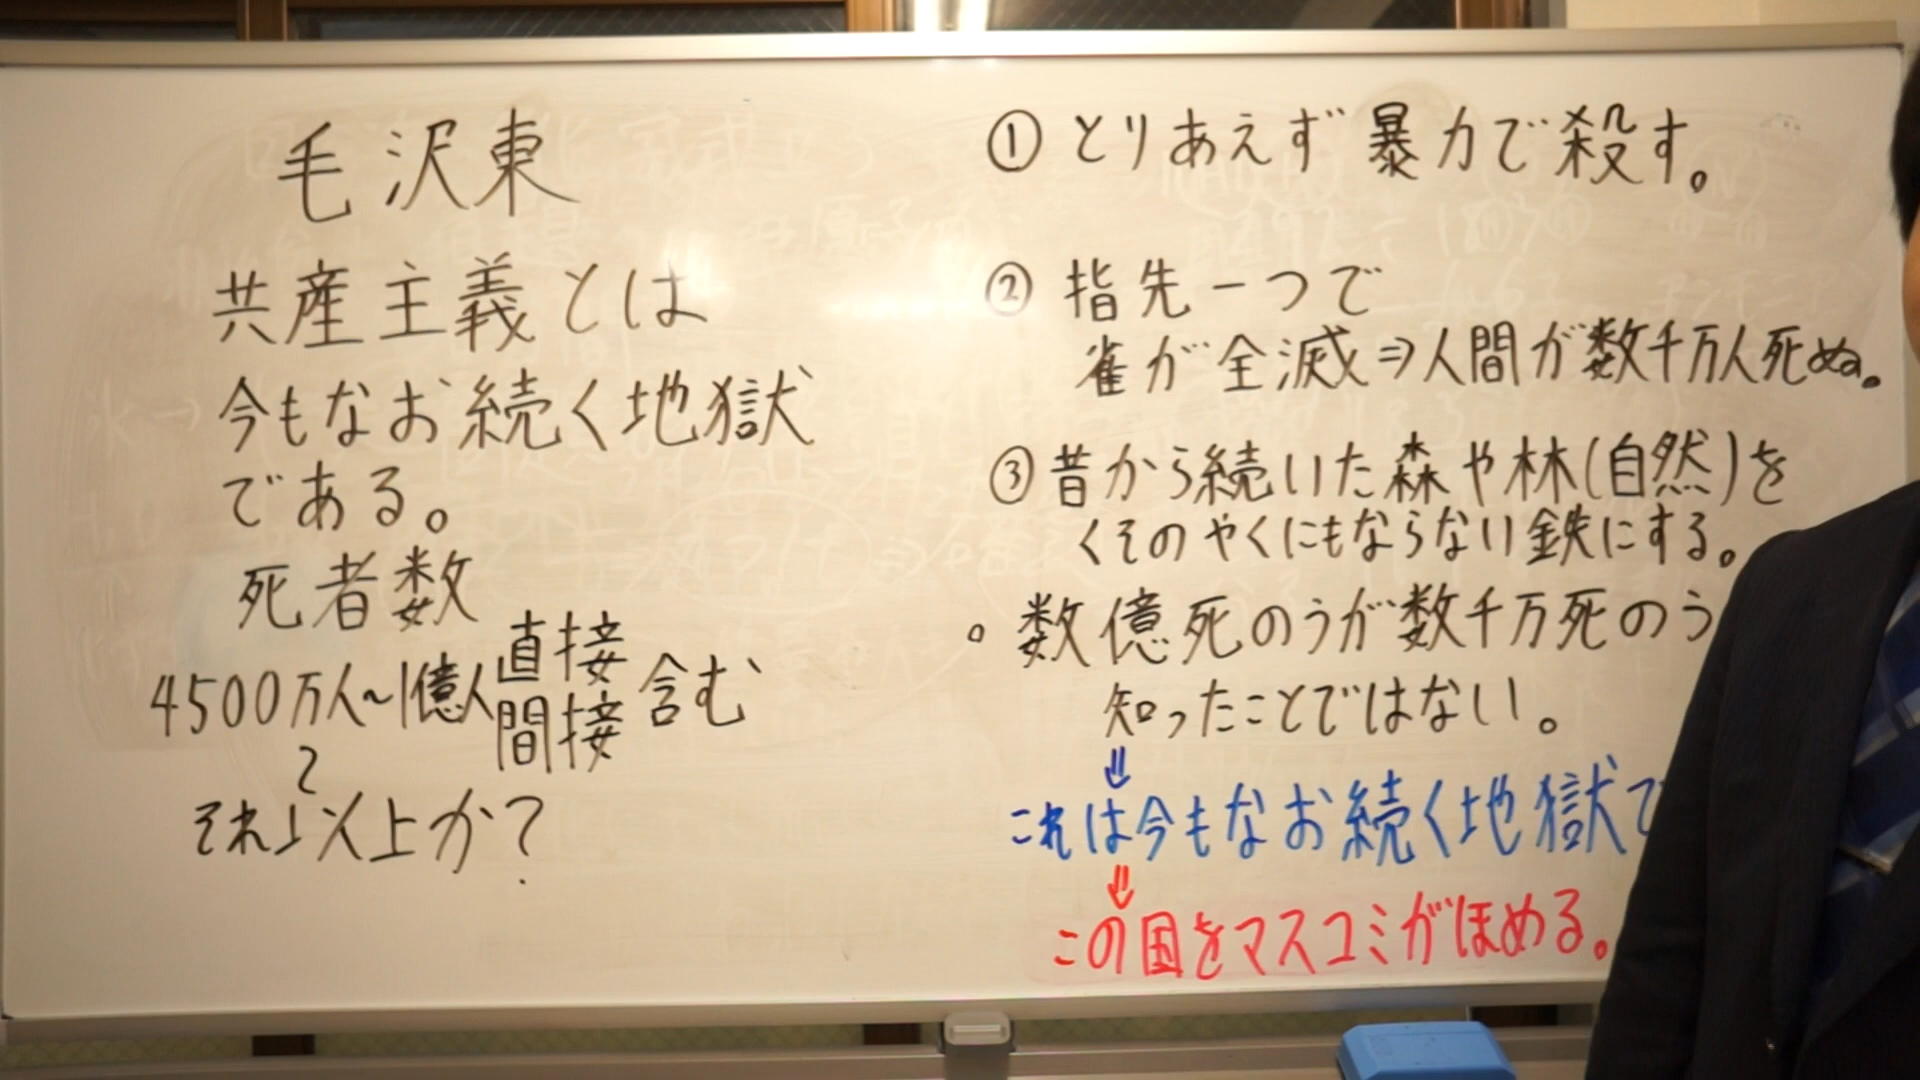 毛沢東
共産主義とは
今もなお続く地獄
である。
死者数
4500万人~1億人直接間接含む
それ以上か?
① とりあえず暴力で殺す。
② 指先一つで
雀が全滅⇒人間が数千万人死ぬ。
③ 昔から続いた森や林(自然)を
くそのやくにもならない鉄にする。
。数億死のうが数千万死のう
知ったことではない。
⇓
これは今もなお続く地獄で
⇓
この国をマスコミがほめる。